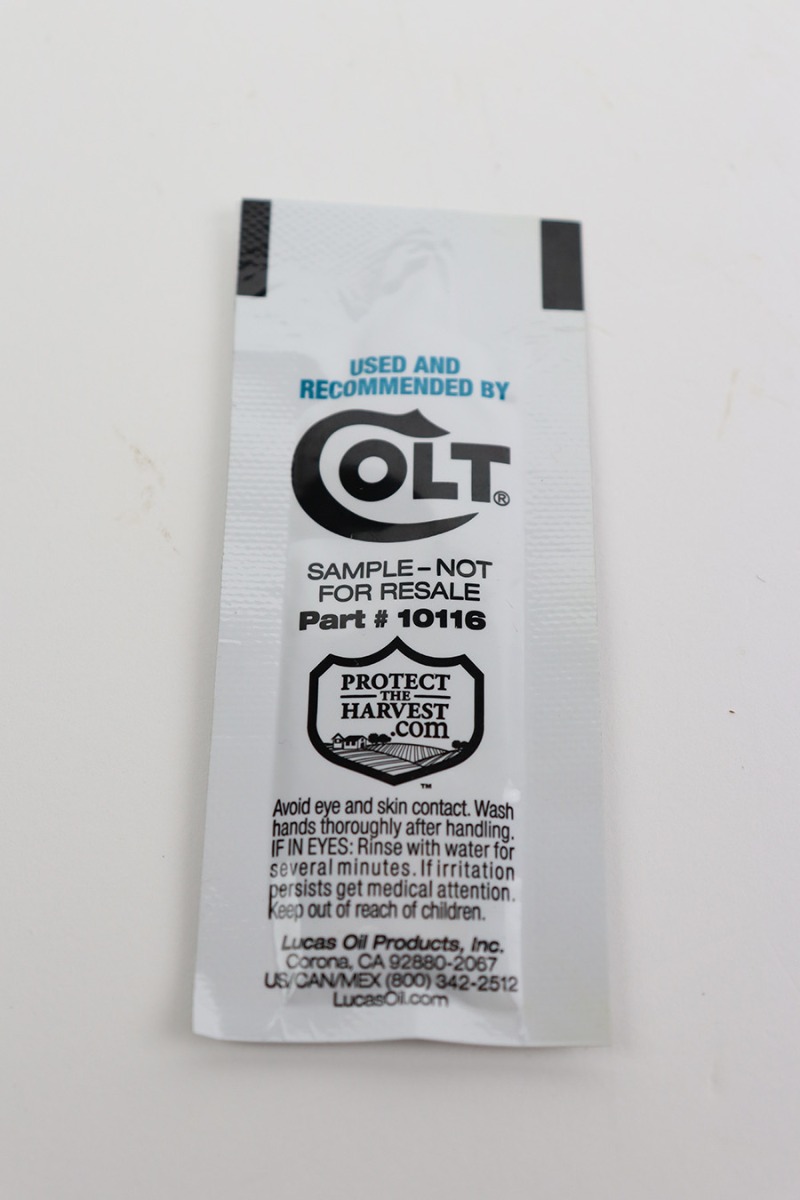 USED AND
RECOMMENDED BY
COLT®
SAMPLE – NOT
FOR RESALE
Part # 10116
PROTECT
THE
HARVEST
.com
™
Avoid eye and skin contact. Wash
hands thoroughly after handling.
IF IN EYES: Rinse with water for
several minutes. If irritation
persists get medical attention.
Keep out of reach of children.
Lucas Oil Products, Inc.
Corona, CA 92880-2067
US/CAN/MEX (800) 342-2512
LucasOil.com